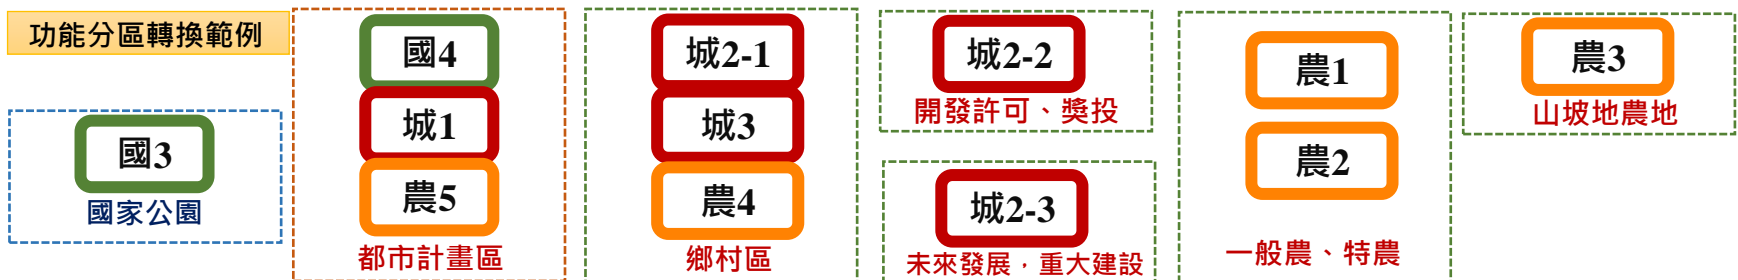 功能分區轉換範例
國3
國家公園
國4
城1
農5
都市計畫區
城2-1
城3
農4
鄉村區
城2-2
開發許可、獎投
城2-3
未來發展，重大建設
農1
農2
一般農、特農
農3
山坡地農地